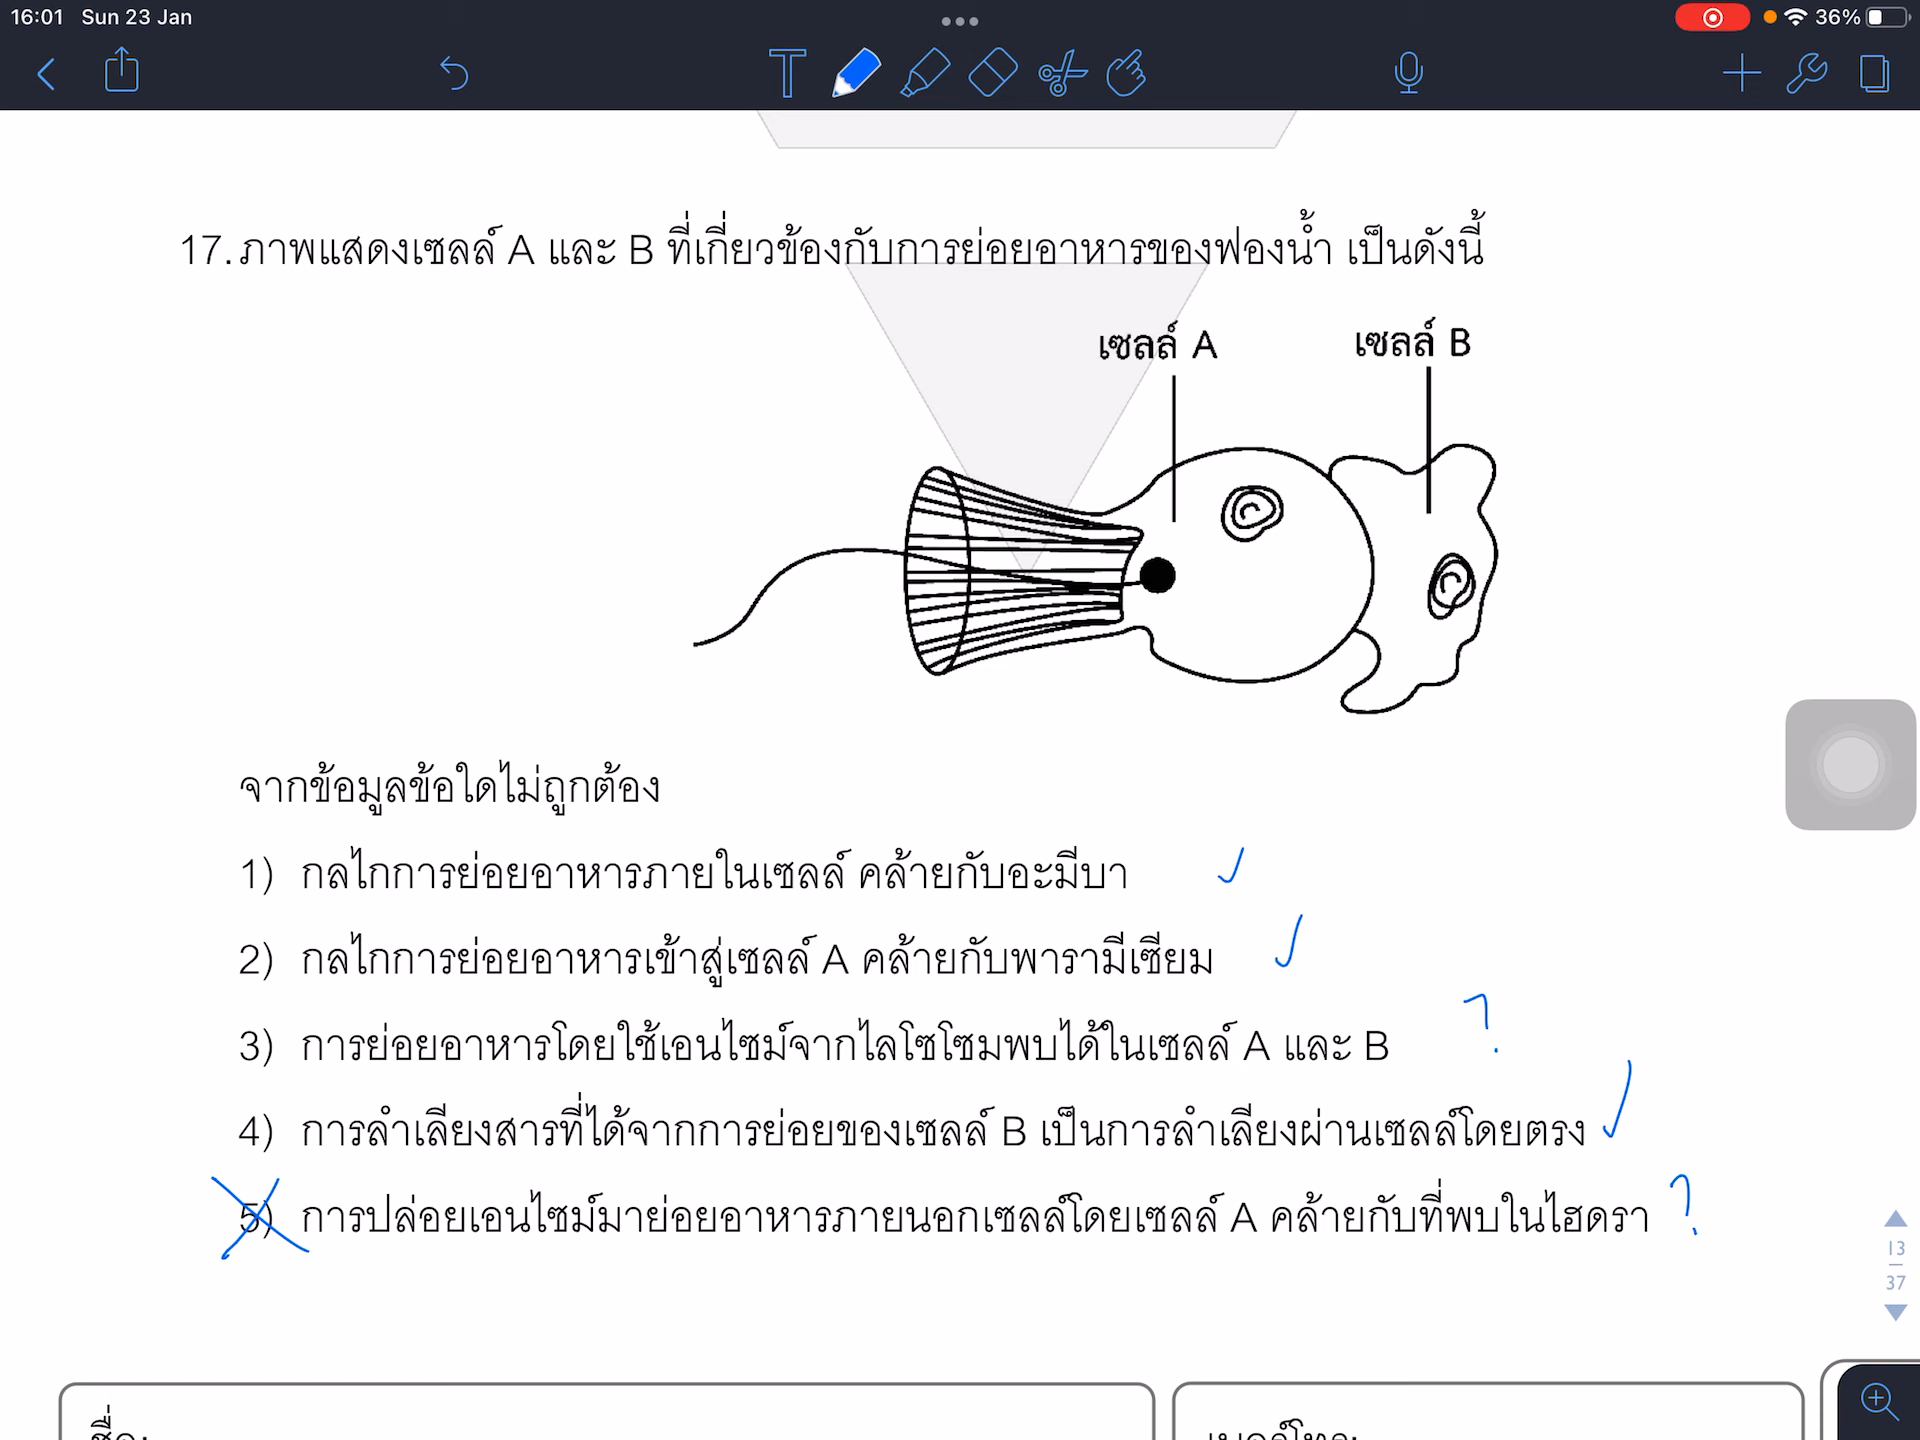 16:01 Sun 23 Jan
36%
17. ภาพแสดงเซลล์ A และ B ที่เกี่ยวข้องกับการย่อยอาหารของฟองน้ำ เป็นดังนี้
เซลล์ A
เซลล์ B
จากข้อมูลข้อใดไม่ถูกต้อง
1) กลไกการย่อยอาหารภายในเซลล์ คล้ายกับอะมีบา
2) กลไกการย่อยอาหารเข้าสู่เซลล์ A คล้ายกับพารามีเซียม
3) การย่อยอาหารโดยใช้เอนไซม์จากไลโซโซมพบได้ในเซลล์ A และ B ?
4) การลำเลียงสารที่ได้จากการย่อยของเซลล์ B เป็นการลำเลียงผ่านเซลล์โดยตรง
5) การปล่อยเอนไซม์มาย่อยอาหารภายนอกเซลล์โดยเซลล์ A คล้ายกับที่พบในไฮดรา ?
13
37
ชื่อ: